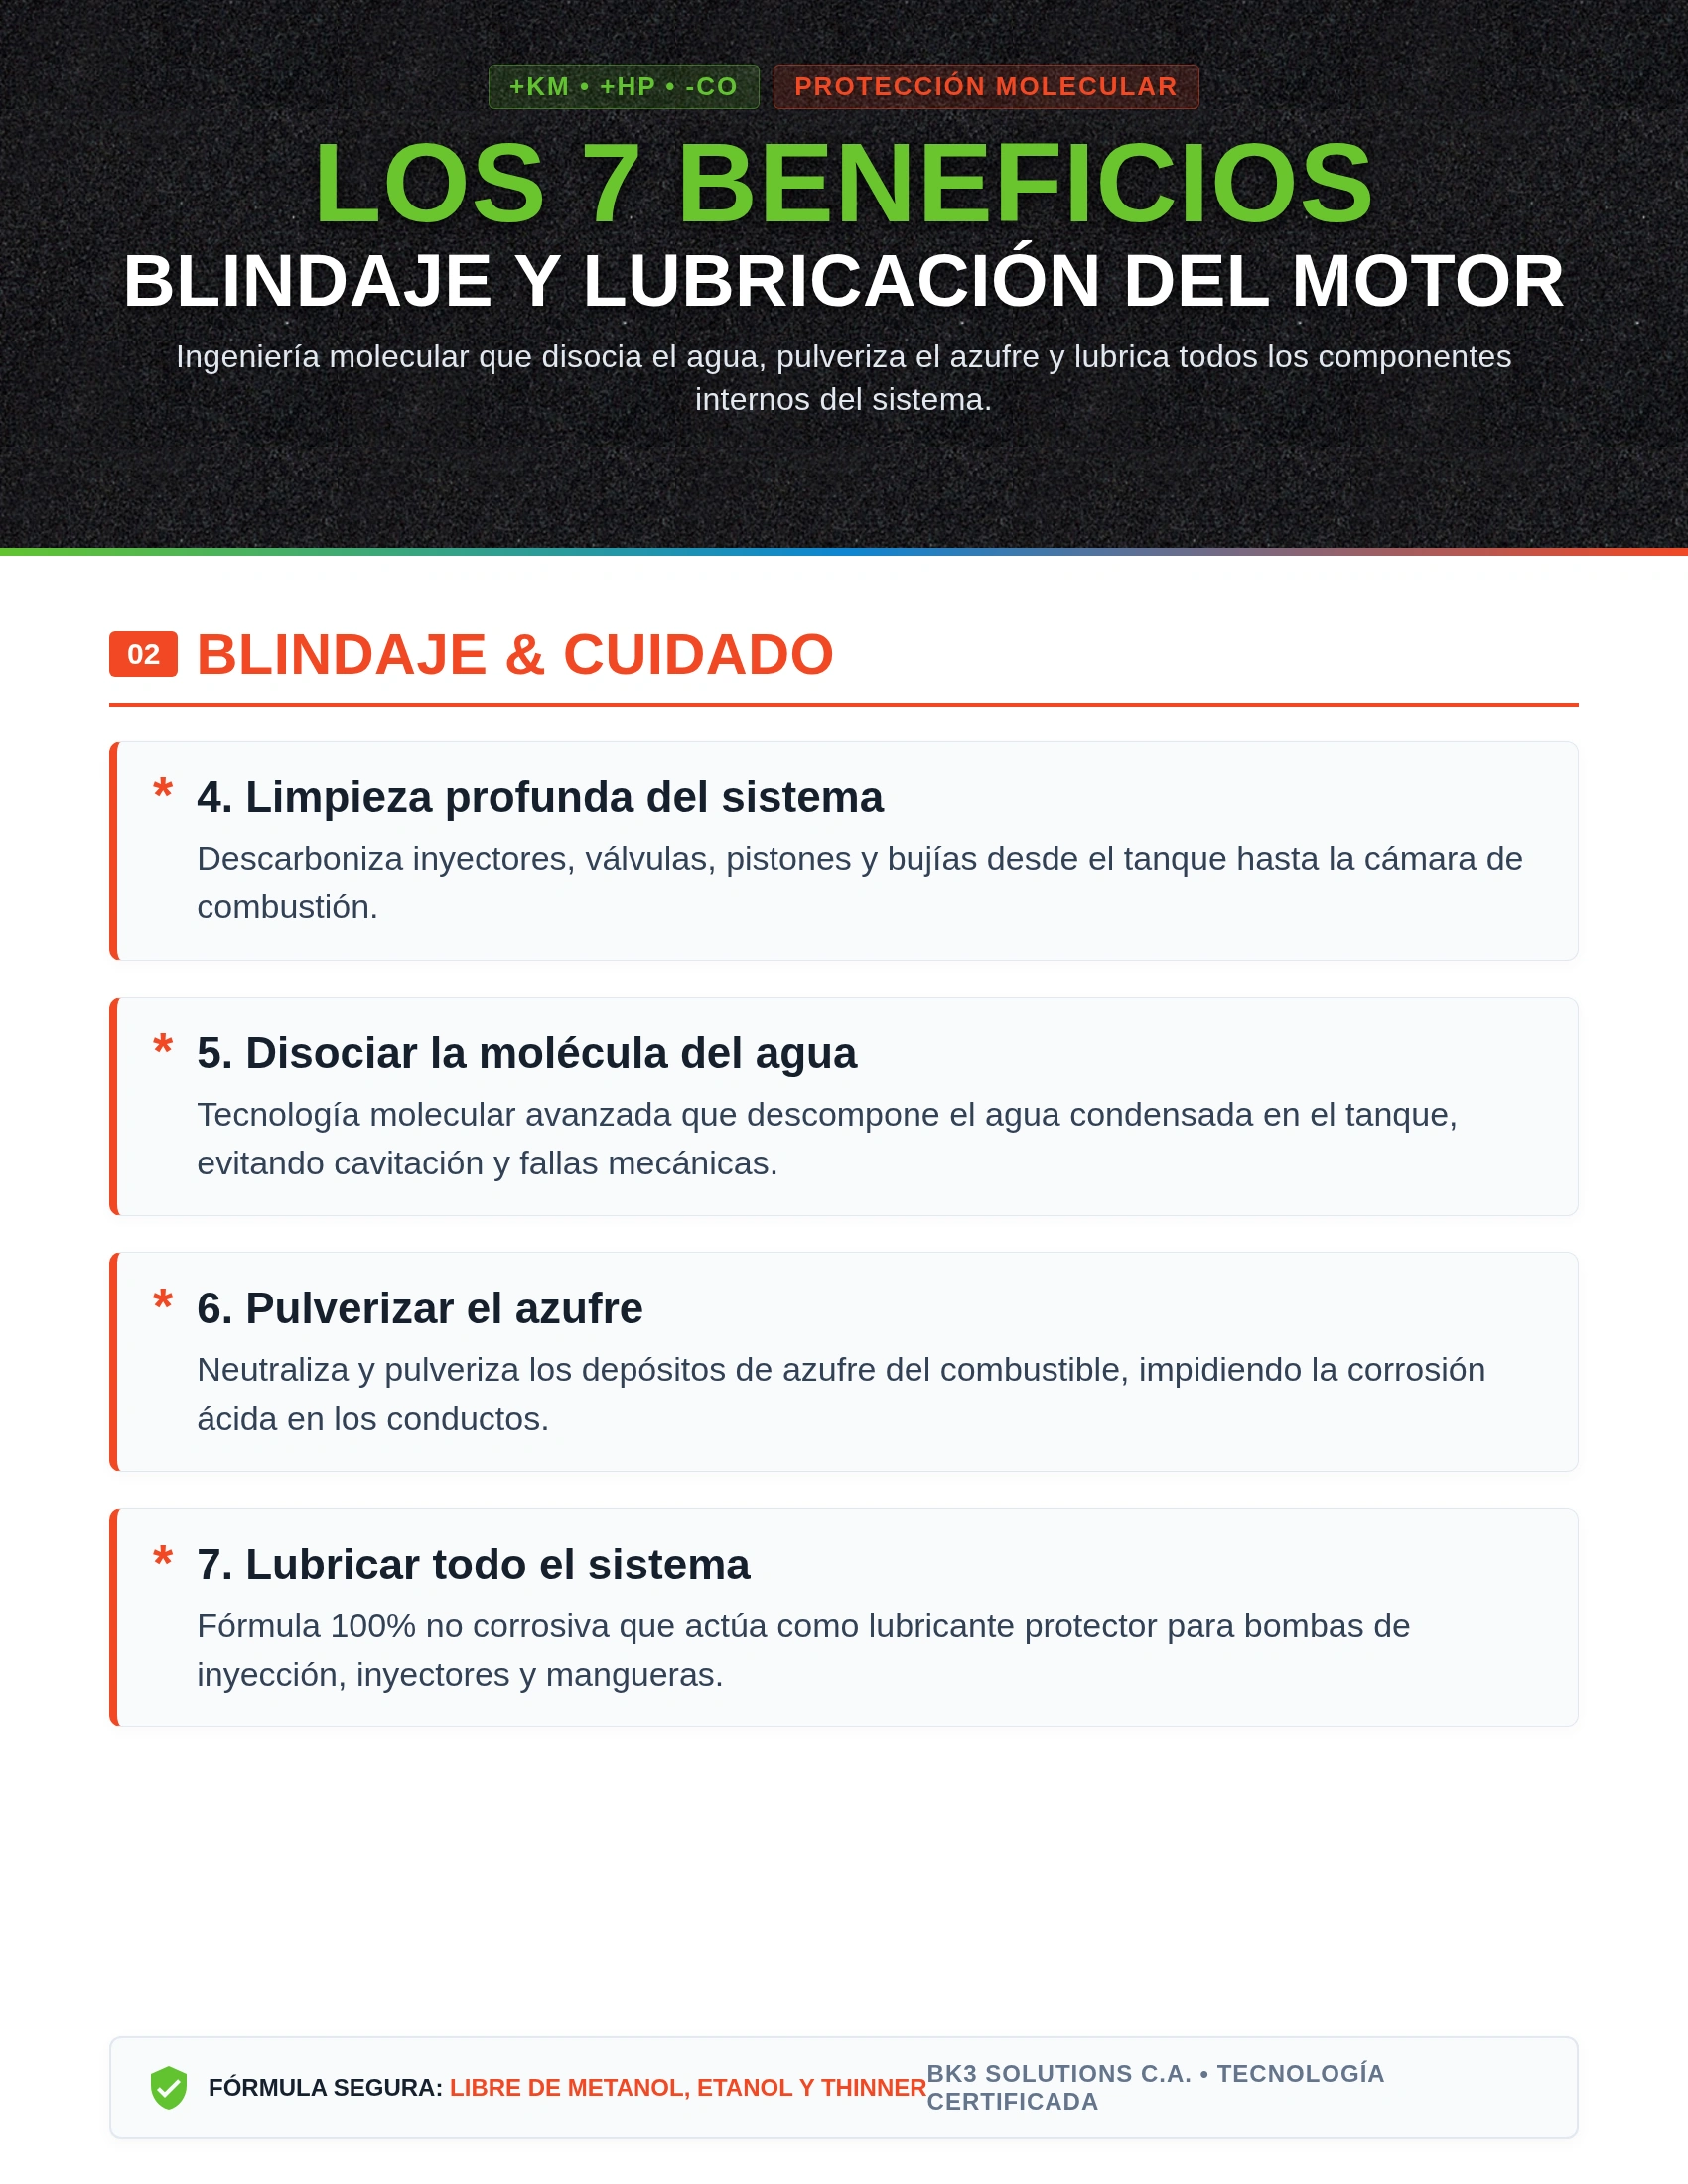 +KM • +HP • -CO
PROTECCIÓN MOLECULAR
LOS 7 BENEFICIOS
BLINDAJE Y LUBRICACIÓN DEL MOTOR
Ingeniería molecular que disocia el agua, pulveriza el azufre y lubrica todos los componentes
internos del sistema.
02 BLINDAJE & CUIDADO
* 4. Limpieza profunda del sistema
Descarboniza inyectores, válvulas, pistones y bujías desde el tanque hasta la cámara de
combustión.
* 5. Disociar la molécula del agua
Tecnología molecular avanzada que descompone el agua condensada en el tanque,
evitando cavitación y fallas mecánicas.
* 6. Pulverizar el azufre
Neutraliza y pulveriza los depósitos de azufre del combustible, impidiendo la corrosión
ácida en los conductos.
* 7. Lubricar todo el sistema
Fórmula 100% no corrosiva que actúa como lubricante protector para bombas de
inyección, inyectores y mangueras.
FÓRMULA SEGURA: LIBRE DE METANOL, ETANOL Y THINNER
BK3 SOLUTIONS C.A. • TECNOLOGÍA
CERTIFICADA